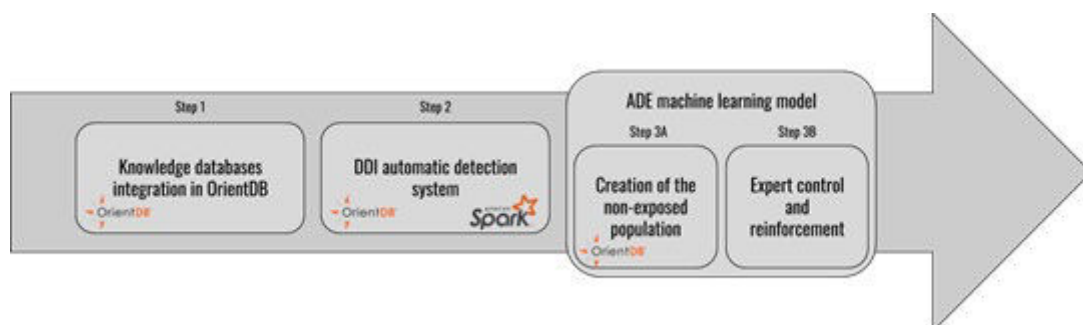 Step 1
Knowledge databases
integration in OrientDB
OrientDB
Step 2
DDI automatic detection
system
OrientDB
Spark
ADE machine learning model
Step 3A
Creation of the
non-exposed
population
OrientDB
Step 3B
Expert control
and
reinforcement